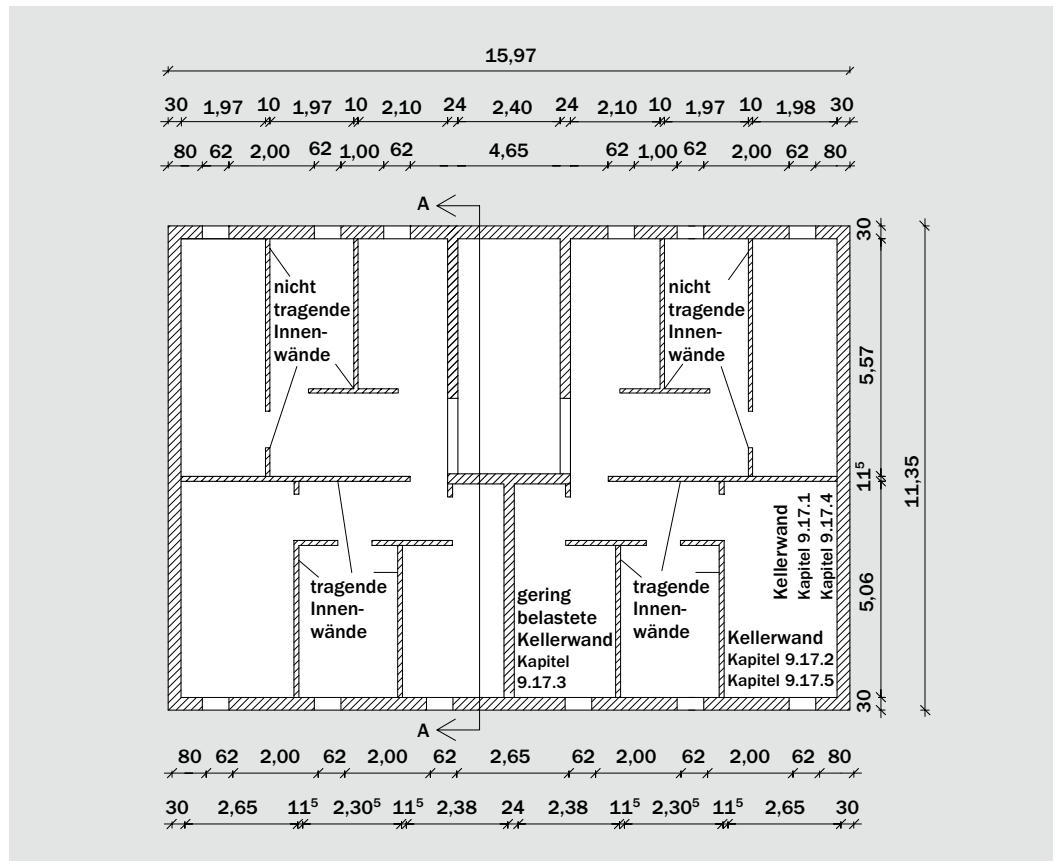 15,97
30 1,97 10 1,97 10 2,10 24 2,40 24 2,10 10 1,97 10 1,98 30
80 62 2,00 62 1,00 62 4,65 62 1,00 62 2,00 62 80
A
30
nicht
tragende
Innen-
wände
nicht
tragende
Innen-
wände
5,57
11⁵
11,35
Kellerwand
Kapitel 9.17.1
Kapitel 9.17.4
5,06
tragende
Innen-
wände
gering
belastete
Kellerwand
Kapitel
9.17.3
tragende
Innen-
wände
Kellerwand
Kapitel 9.17.2
Kapitel 9.17.5
30
A
80 62 2,00 62 2,00 62 2,65 62 2,00 62 2,00 62 80
30 2,65 11⁵ 2,30⁵ 11⁵ 2,38 24 2,38 11⁵ 2,30⁵ 11⁵ 2,65 30